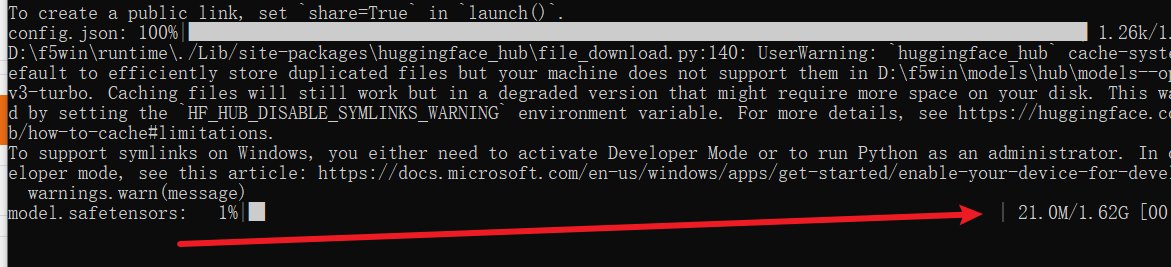 To create a public link, set `share=True` in `launch()`.
config.json: 100% 1.26k/1.
D:\f5win\runtime\./Lib/site-packages\huggingface_hub\file_download.py:140: UserWarning: `huggingface_hub` cache-syste
efault to efficiently store duplicated files but your machine does not support them in D:\f5win\models\hub\models--op
v3-turbo. Caching files will still work but in a degraded version that might require more space on your disk. This wa
d by setting the `HF_HUB_DISABLE_SYMLINKS_WARNING` environment variable. For more details, see https://huggingface.co
b/how-to-cache#limitations.
To support symlinks on Windows, you either need to activate Developer Mode or to run Python as an administrator. In o
eloper mode, see this article: https://docs.microsoft.com/en-us/windows/apps/get-started/enable-your-device-for-devel
warnings.warn(message)
model.safetensors: 1% 21.0M/1.62G [00